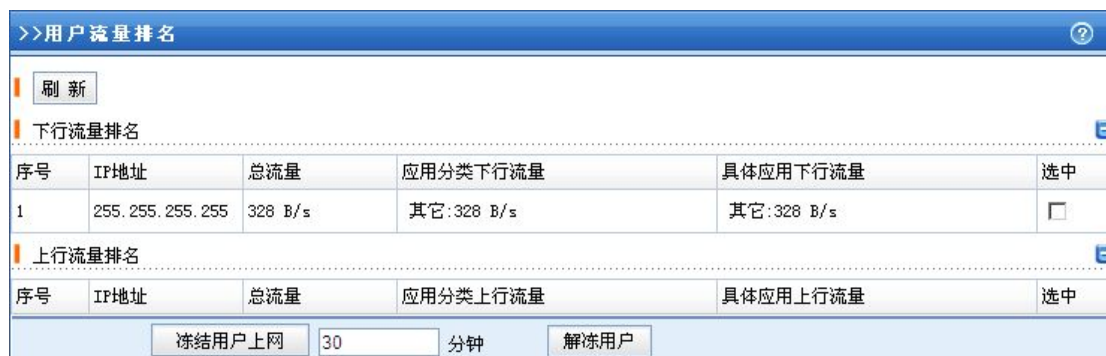 >>用户流量排名 ?
刷 新
下行流量排名
序号 IP地址 总流量 应用分类下行流量 具体应用下行流量 选中
1 255.255.255.255 328 B/s 其它:328 B/s 其它:328 B/s
上行流量排名
序号 IP地址 总流量 应用分类上行流量 具体应用上行流量 选中
冻结用户上网 30 分钟 解冻用户